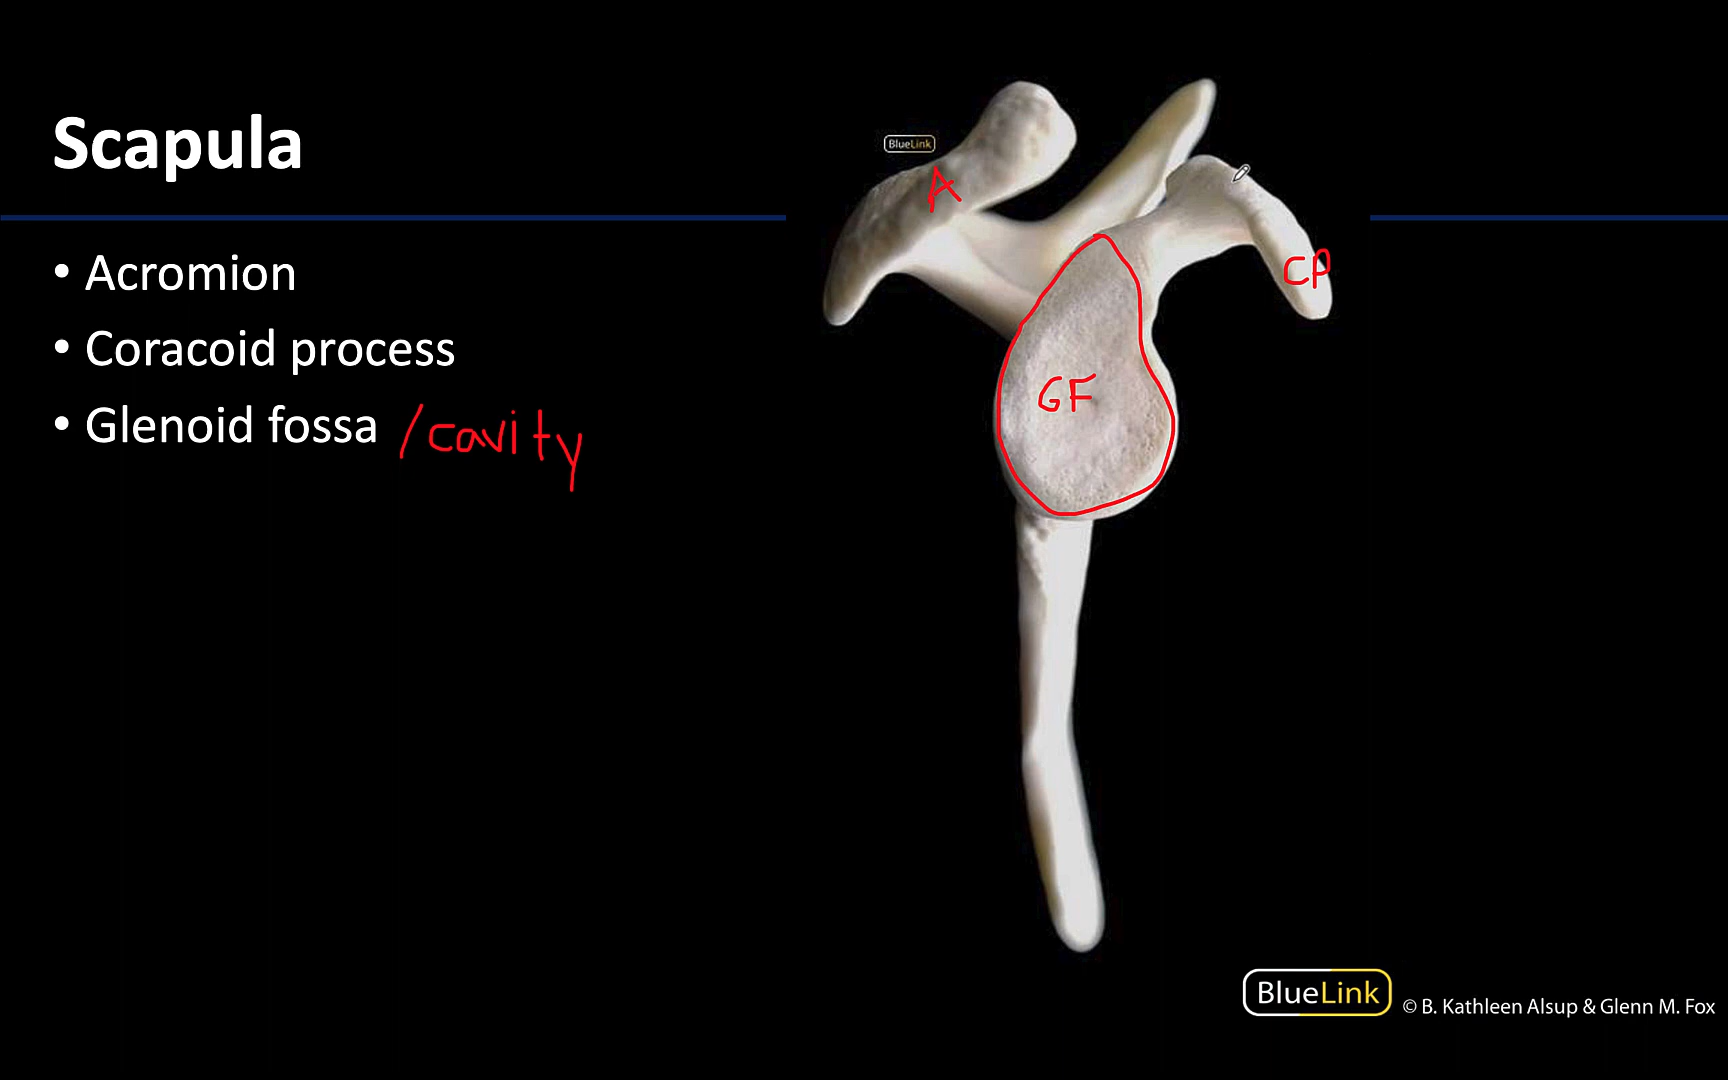 BlueLink
Scapula
A
• Acromion
CP
• Coracoid process
GF
• Glenoid fossa /cavity
BlueLink © B. Kathleen Alsup & Glenn M. Fox